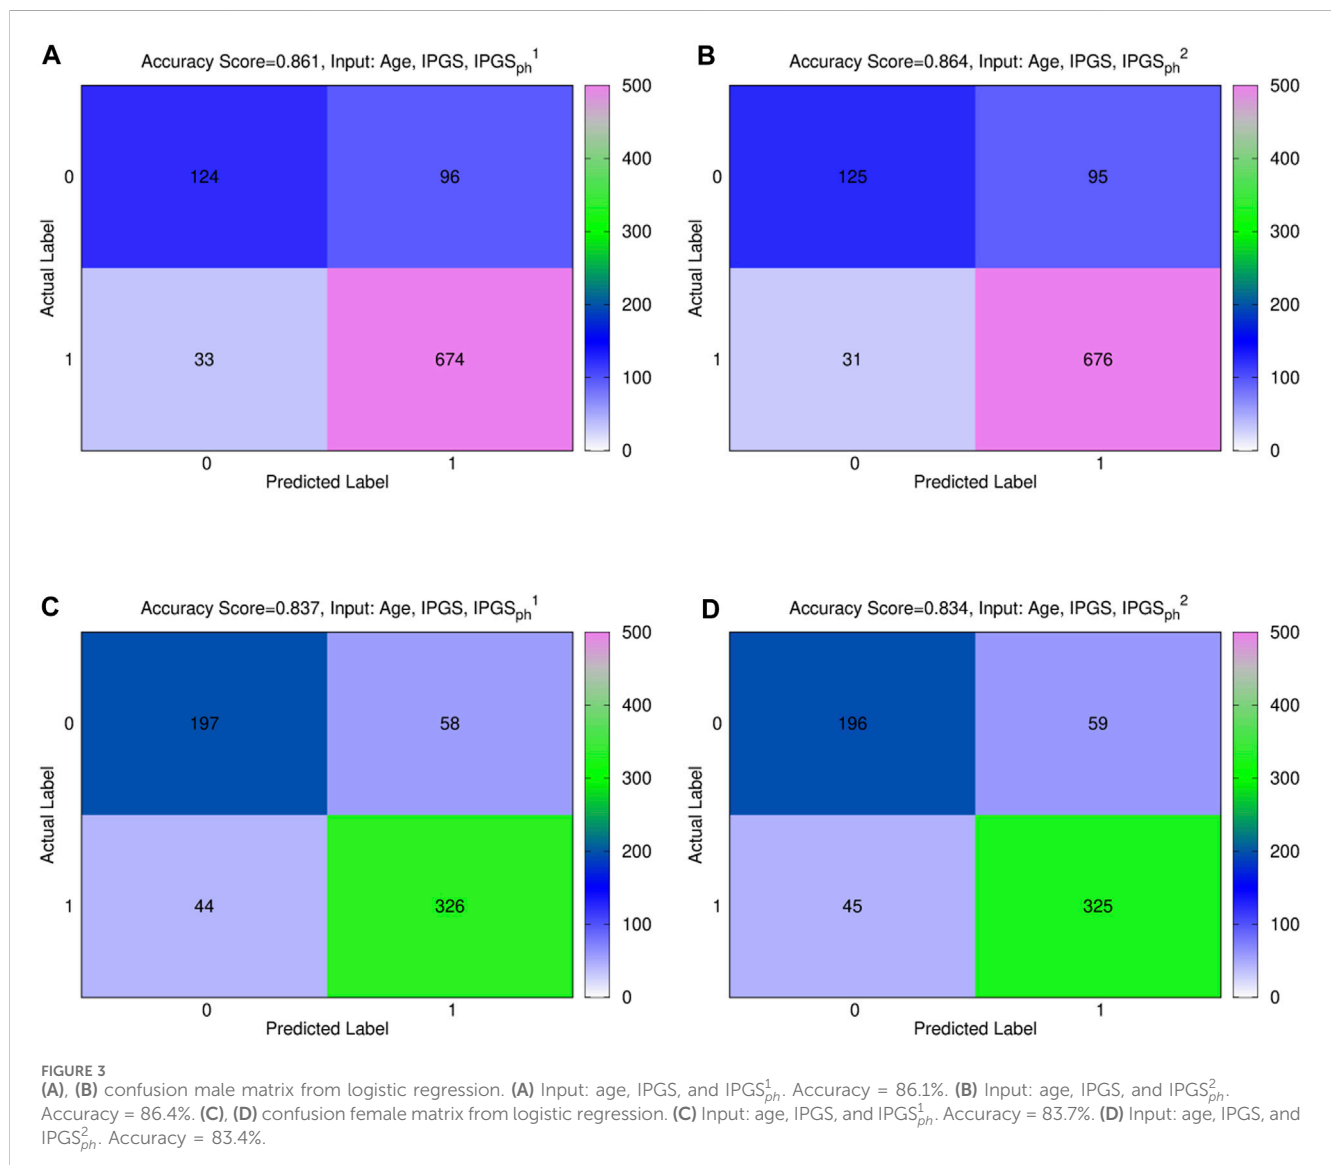 A
Accuracy Score=0.861, Input: Age, IPGS, IPGSph1
500
400
300
200
100
0
Actual Label
0
124
96
1
33
674
0
1
Predicted Label
B
Accuracy Score=0.864, Input: Age, IPGS, IPGSph2
500
400
300
200
100
0
Actual Label
0
125
95
1
31
676
0
1
Predicted Label
C
Accuracy Score=0.837, Input: Age, IPGS, IPGSph1
500
400
300
200
100
0
Actual Label
0
197
58
1
44
326
0
1
Predicted Label
D
Accuracy Score=0.834, Input: Age, IPGS, IPGSph2
500
400
300
200
100
0
Actual Label
0
196
59
1
45
325
0
1
Predicted Label
FIGURE 3
(A), (B) confusion male matrix from logistic regression. (A) Input: age, IPGS, and IPGS1ph. Accuracy = 86.1%. (B) Input: age, IPGS, and IPGS2ph.
Accuracy = 86.4%. (C), (D) confusion female matrix from logistic regression. (C) Input: age, IPGS, and IPGS1ph. Accuracy = 83.7%. (D) Input: age, IPGS, and
IPGS2ph. Accuracy = 83.4%.